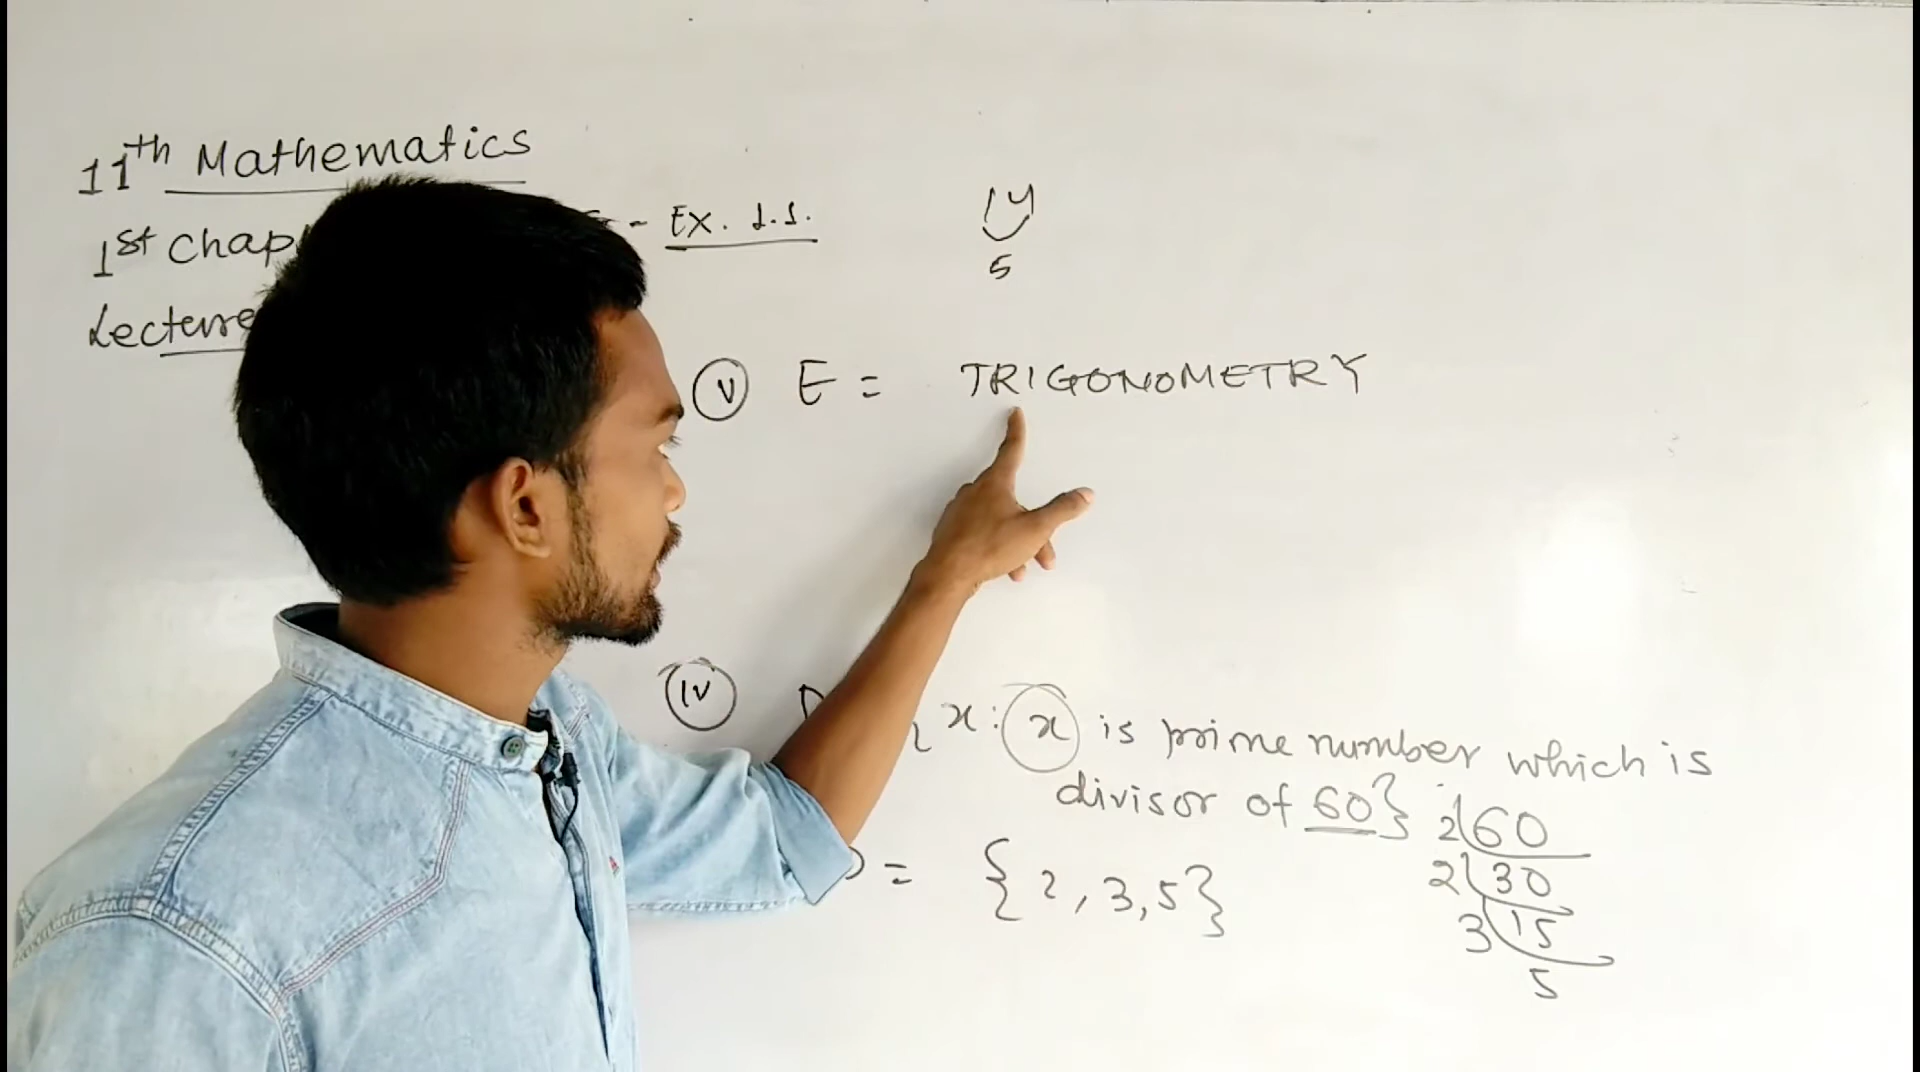 11th Mathematics
1st Chap - Ex. 1.1.
Lecture
14
5
(v) E = TRIGONOMETRY
(iv) x: x is prime number which is
divisor of 60}
= {2, 3, 5}
2 60
2 30
3 15
5